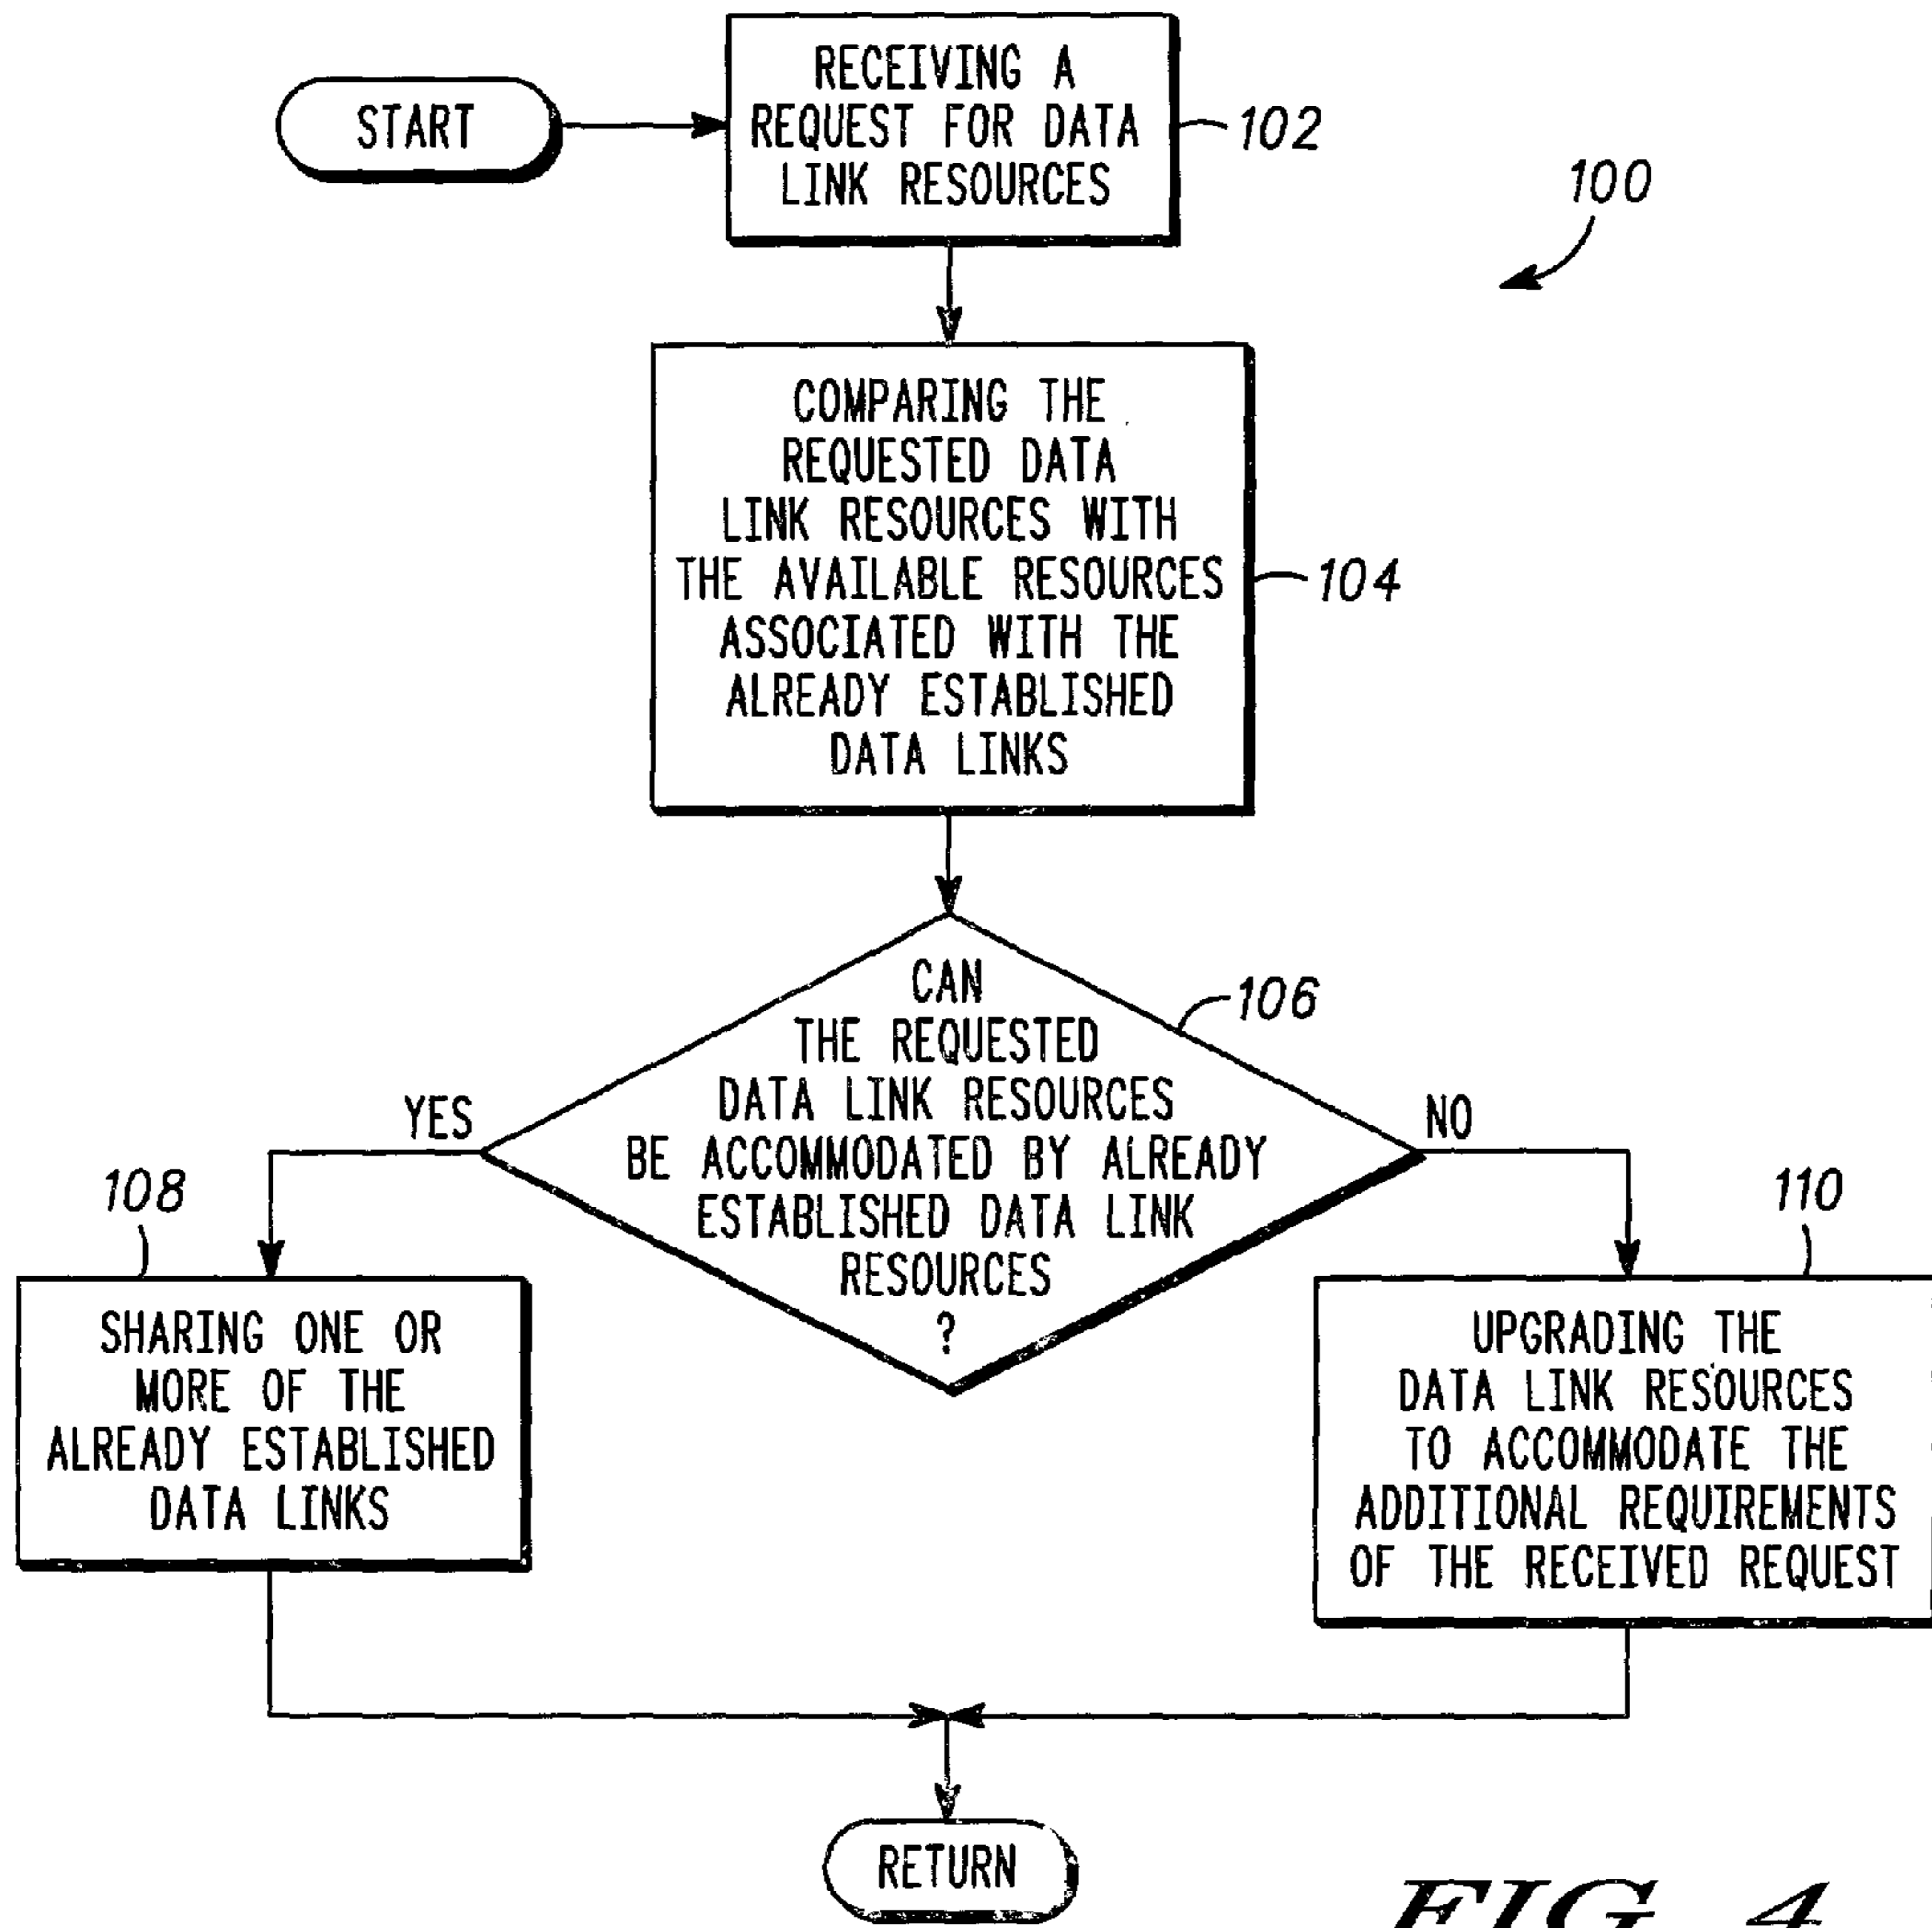 START
RECEIVING A
REQUEST FOR DATA
LINK RESOURCES
102
100
COMPARING THE
REQUESTED DATA
LINK RESOURCES WITH
THE AVAILABLE RESOURCES
ASSOCIATED WITH THE
ALREADY ESTABLISHED
DATA LINKS
104
CAN
THE REQUESTED
DATA LINK RESOURCES
BE ACCOMMODATED BY ALREADY
ESTABLISHED DATA LINK
RESOURCES
?
106
YES
NO
108
SHARING ONE OR
MORE OF THE
ALREADY ESTABLISHED
DATA LINKS
110
UPGRADING THE
DATA LINK RESOURCES
TO ACCOMMODATE THE
ADDITIONAL REQUIREMENTS
OF THE RECEIVED REQUEST
RETURN
FIG. 4